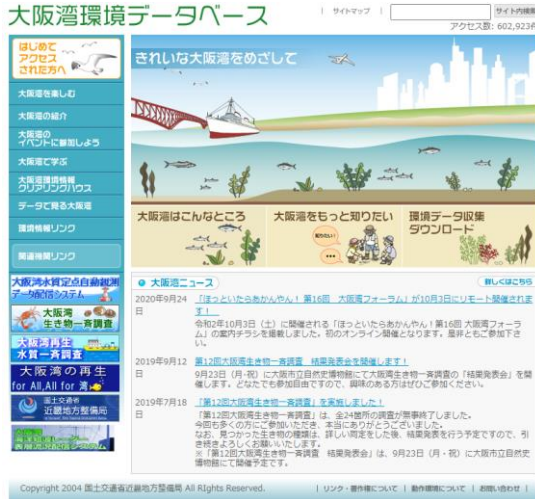 大阪湾環境データベース
サイトマップ
サイト内検索
アクセス数: 602,923件
はじめて
アクセス
された方へ
大阪湾を楽しむ
大阪湾の紹介
大阪湾の
イベントに参加しよう
大阪湾で学ぶ
大阪湾環境情報
クリアリングハウス
データで見る大阪湾
環境情報リンク
関連機関リンク
大阪湾水質定点自動観測
データ配信システム
大阪湾
生き物一斉調査
大阪湾再生
水質一斉調査
大阪湾の再生
for All,All for 湾
国土交通省
近畿地方整備局
きれいな大阪湾をめざして
大阪湾はこんなところ
大阪湾をもっと知りたい
環境データ収集
ダウンロード
大阪湾ニュース
詳しくはこちら
2020年9月24
日
「ほっといたらあかんやん！ 第16回 大阪湾フォーラム」が10月3日にリモート開催されま
す！
令和2年10月3日（土）に開催される「ほっといたらあかんやん！第16回 大阪湾フォーラ
ム」の案内チラシを掲載しました。初のオンライン開催となります。是非ともご参加下さ
い。
2019年9月12
日
第12回大阪湾生き物一斉調査 結果発表会を開催します！
9月23日（月・祝）に大阪市立自然史博物館にて大阪湾生き物一斉調査の「結果発表会」を開
催します。どなたでも参加自由ですので、興味のある方はぜひご参加ください。
2019年7月18
日
「第12回大阪湾生き物一斉調査」を実施しました！
「第12回大阪湾生き物一斉調査」は、全24箇所の調査が無事終了しました。
今回も多くの方にご参加いただき、本当にありがとうございました。
なお、見つかった生き物の種類は、詳しい同定をした後、結果発表を行う予定ですので、引
き続きよろしくお願いいたします。
※「第12回大阪湾生き物一斉調査 結果発表会」は、9月23日（月・祝）に大阪市立自然史
博物館にて開催予定です。
Copyright 2004 国土交通省近畿地方整備局 All RIghts Reserved.
リンク・著作権について
動作環境について
お問い合わせ